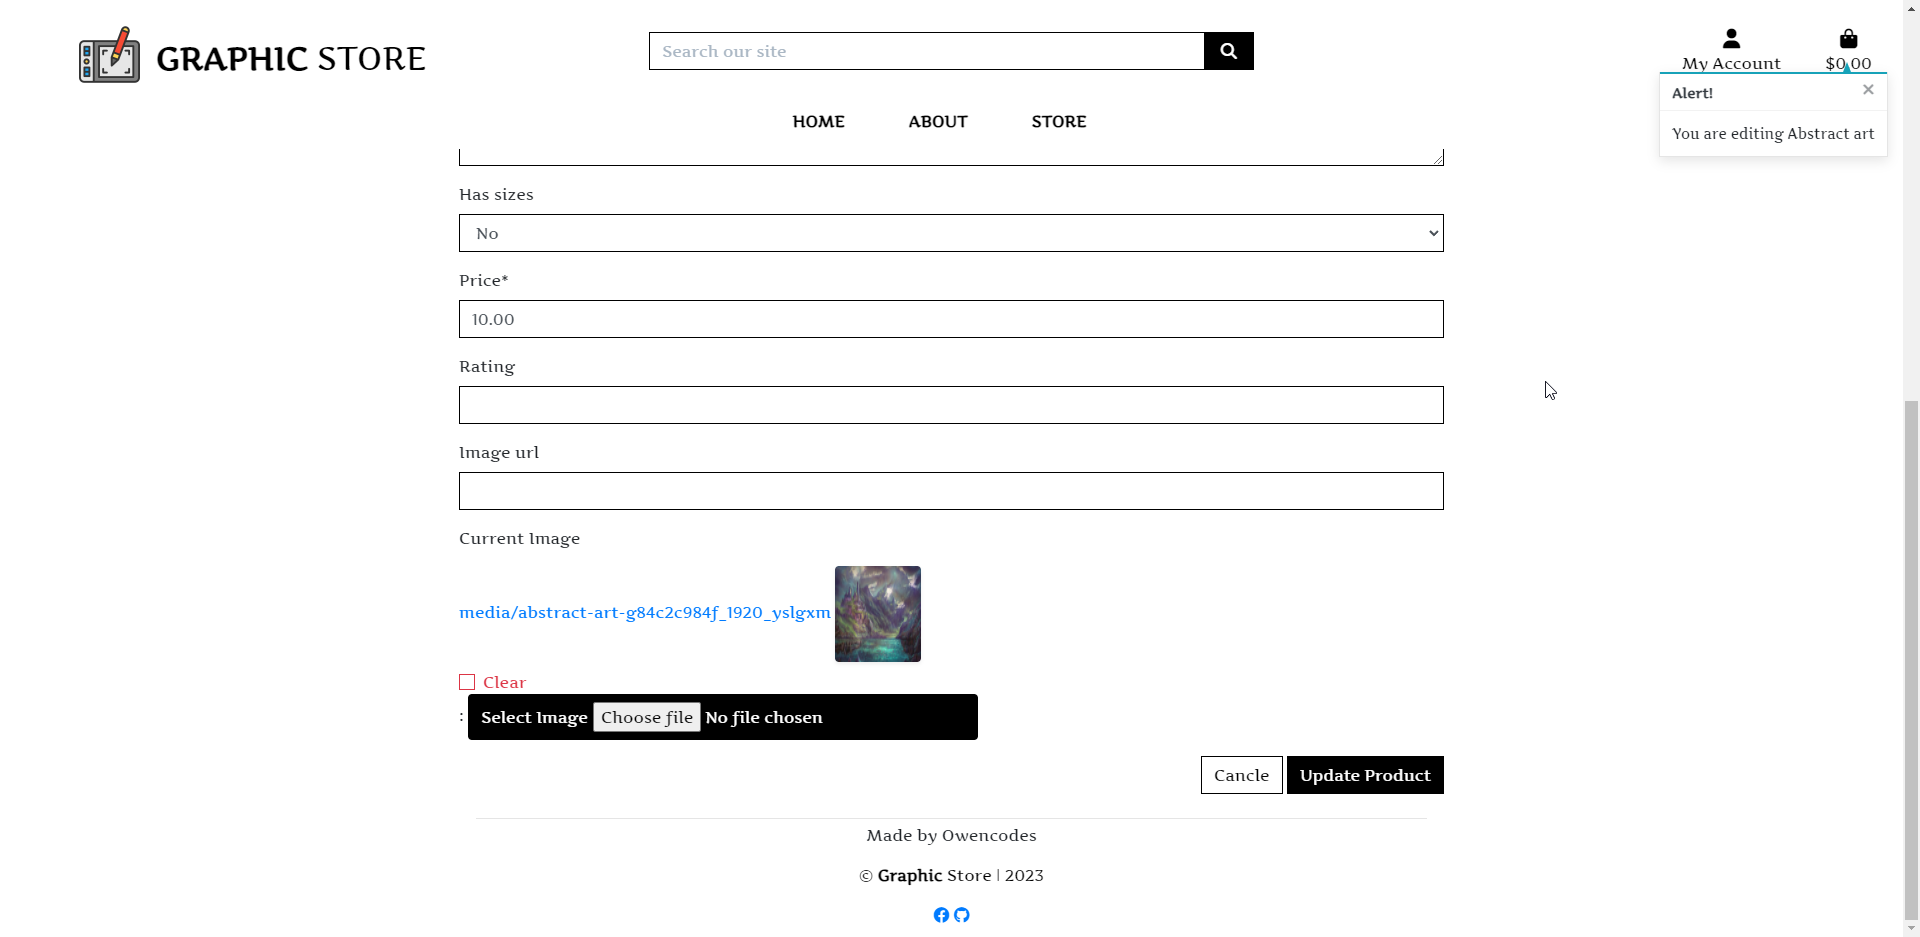 GRAPHIC STORE
Search our site
My Account
$0.00
Alert!
×
You are editing Abstract art
HOME
ABOUT
STORE
Has sizes
No
Price*
10.00
Rating
Image url
Current Image
media/abstract-art-g84c2c984f_1920_yslgxm
Clear
: Select Image Choose file No file chosen
Cancle
Update Product
Made by Owencodes
© Graphic Store | 2023